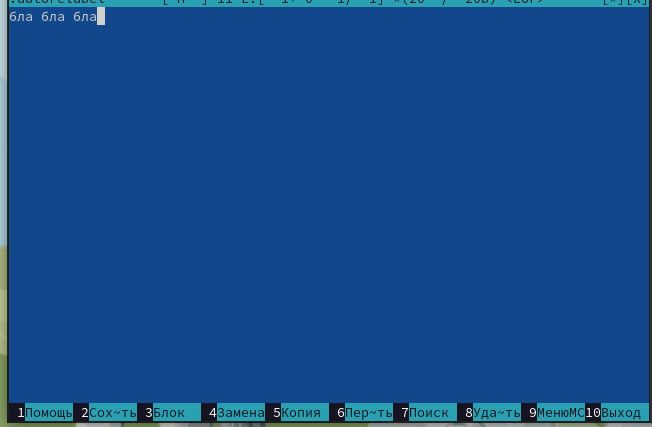 бла бла бла
1Помощь 2Сох~ть 3Блок 4Замена 5Копия 6Пер~ть 7Поиск 8Уда~ть 9МенюMC 10Выход